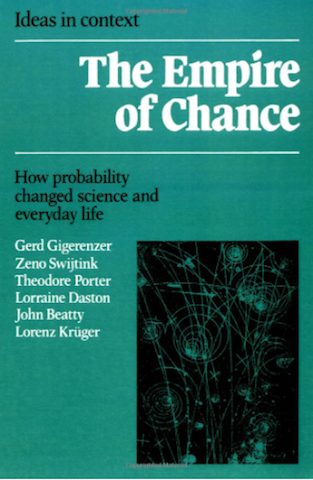 Ideas in context
The Empire
of Chance
How probability
changed science and
everyday life
Gerd Gigerenzer
Zeno Swijtink
Theodore Porter
Lorraine Daston
John Beatty
Lorenz Krüger